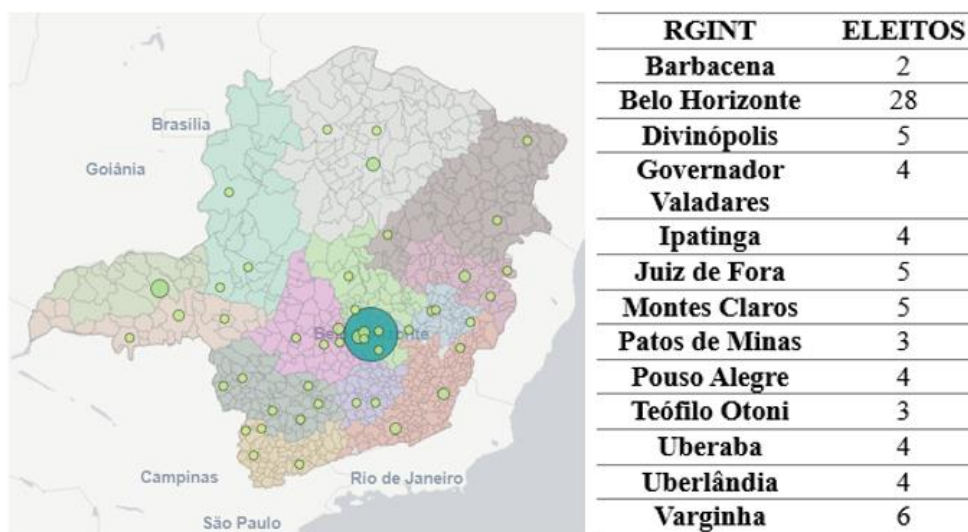 Brasília
Goiânia
Belo Horizonte
Campinas
Rio de Janeiro
São Paulo
RGINT ELEITOS
Barbacena 2
Belo Horizonte 28
Divinópolis 5
Governador 4
Valadares
Ipatinga 4
Juiz de Fora 5
Montes Claros 5
Patos de Minas 3
Pouso Alegre 4
Teófilo Otoni 3
Uberaba 4
Uberlândia 4
Varginha 6